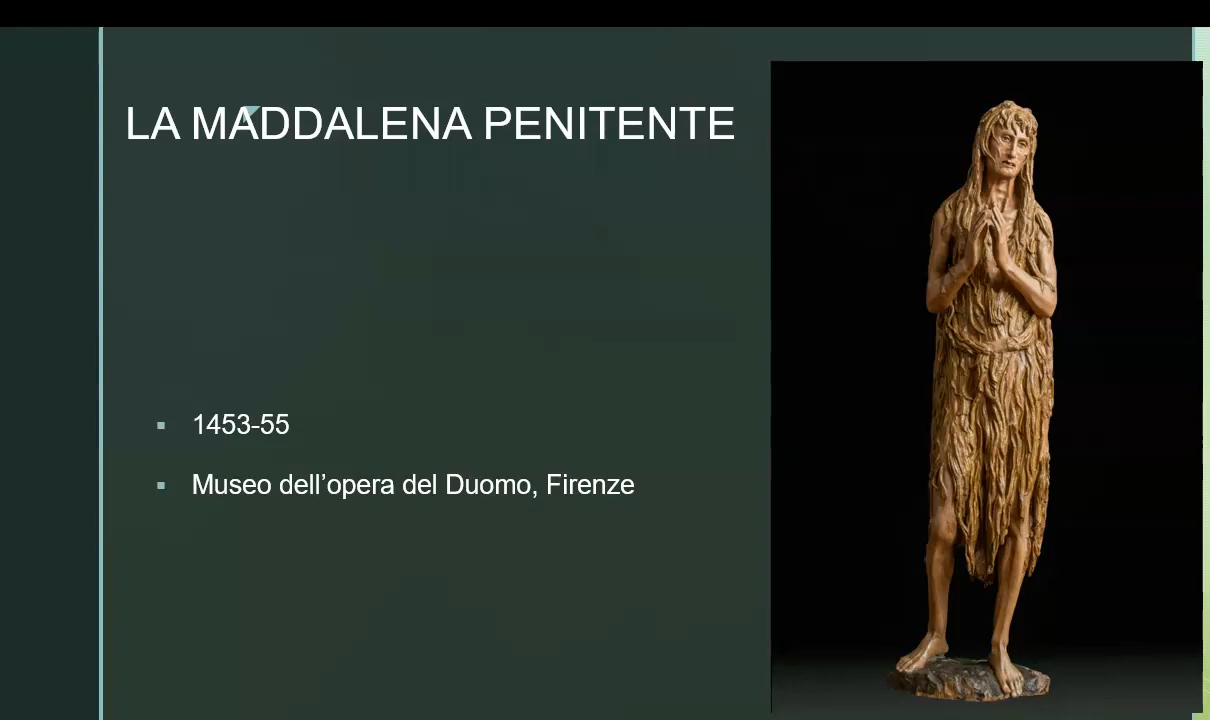 LA MADDALENA PENITENTE
1453-55
Museo dell’opera del Duomo, Firenze